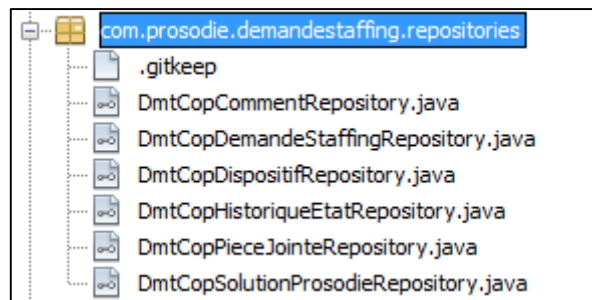 com.prosodie.demandestaffing.repositories
.gitkeep
DmtCopCommentRepository.java
DmtCopDemandeStaffingRepository.java
DmtCopDispositifRepository.java
DmtCopHistoriqueEtatRepository.java
DmtCopPieceJointeRepository.java
DmtCopSolutionProsodieRepository.java